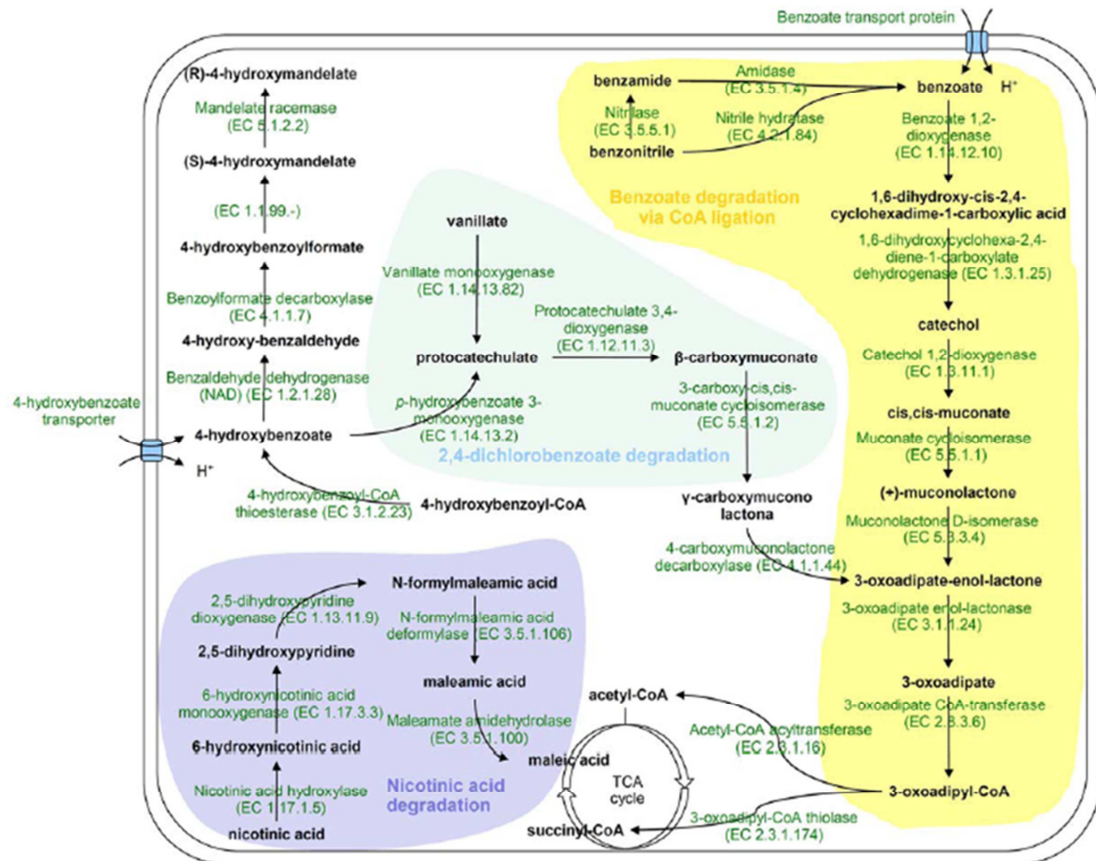 Benzoate transport protein
(R)-4-hydroxymandelate
Mandelate racemase
(EC 5.1.2.2)
(S)-4-hydroxymandelate
(EC 1.1.99.-)
4-hydroxybenzoylformate
Benzoylformate decarboxylase
(EC 4.1.1.7)
4-hydroxy-benzaldehyde
Benzaldehyde dehydrogenase
(NAD) (EC 1.2.1.28)
4-hydroxybenzoate
transporter
4-hydroxybenzoate
H⁺
4-hydroxybenzoyl-CoA
thioesterase (EC 3.1.2.23)
4-hydroxybenzoyl-CoA
vanillate
Vanillate monooxygenase
(EC 1.14.13.82)
protocatechulate
Protocatechulate 3,4-
dioxygenase
(EC 1.12.11.3)
p-hydroxybenzoate 3-
monooxygenase
(EC 1.14.13.2)
β-carboxymuconate
3-carboxy-cis,cis-
muconate cycloisomerase
(EC 5.5.1.2)
2,4-dichlorobenzoate degradation
γ-carboxymucono
lactona
4-carboxymuconolactone
decarboxylase (EC 4.1.1.44)
benzamide
Amidase
(EC 3.5.1.4)
Nitrilase
(EC 3.5.5.1)
Nitrile hydratase
(EC 4.2.1.84)
benzonitrile
Benzoate degradation
via CoA ligation
benzoate
H⁺
Benzoate 1,2-
dioxygenase
(EC 1.14.12.10)
1,6-dihydroxy-cis-2,4-
cyclohexadime-1-carboxylic acid
1,6-dihydroxycyclohexa-2,4-
diene-1-carboxylate
dehydrogenase (EC 1.3.1.25)
catechol
Catechol 1,2-dioxygenase
(EC 1.3.11.1)
cis,cis-muconate
Muconate cycloisomerase
(EC 5.5.1.1)
(+)-muconolactone
Muconolactone D-isomerase
(EC 5.3.3.4)
3-oxoadipate-enol-lactone
3-oxoadipate enol-lactonase
(EC 3.1.1.24)
3-oxoadipate
3-oxoadipate CoA-transferase
(EC 2.8.3.6)
3-oxoadipyl-CoA
Acetyl-CoA acyltransferase
(EC 2.3.1.16)
3-oxoadipyl-CoA thiolase
(EC 2.3.1.174)
acetyl-CoA
TCA
cycle
succinyl-CoA
N-formylmaleamic acid
2,5-dihydroxypyridine
dioxygenase (EC 1.13.11.9)
N-formylmaleamic acid
deformylase (EC 3.5.1.106)
2,5-dihydroxypyridine
maleamic acid
6-hydroxynicotinic acid
monooxygenase (EC 1.17.3.3)
Maleamate amidehydrolase
(EC 3.5.1.100)
6-hydroxynicotinic acid
maleic acid
Nicotinic acid hydroxylase
(EC 1.17.1.5)
Nicotinic acid
degradation
nicotinic acid